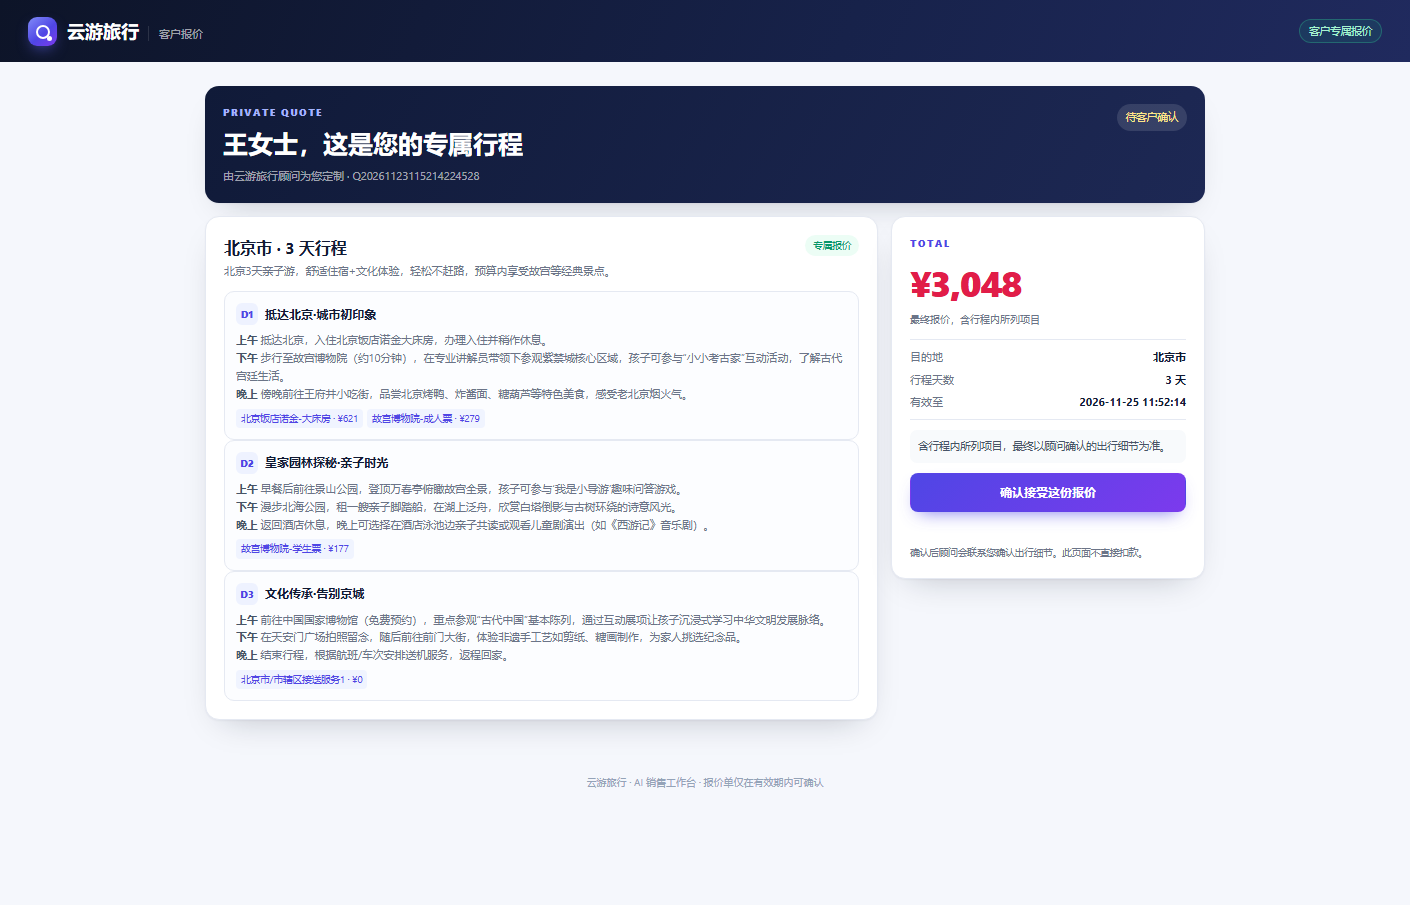 云游旅行
客户报价
客户专属报价
PRIVATE QUOTE
王女士，这是您的专属行程
由云游旅行顾问为您定制 · Q20261123115214224528
待客户确认
北京市 · 3 天行程
专属报价
北京3天亲子游，舒适住宿+文化体验，轻松不赶路，预算内享受故宫等经典景点。
D1 抵达北京·城市初印象
上午 抵达北京，入住北京饭店诺金大床房，办理入住并稍作休息。
下午 步行至故宫博物院（约10分钟），在专业讲解员带领下参观紫禁城核心区域，孩子可参与“小小考古家”互动活动，了解古代
宫廷生活。
晚上 傍晚前往王府井小吃街，品尝北京烤鸭、炸酱面、糖葫芦等特色美食，感受老北京烟火气。
北京饭店诺金-大床房 · ¥621 故宫博物院-成人票 · ¥279
D2 皇家园林探秘·亲子时光
上午 早餐后前往景山公园，登顶万春亭俯瞰故宫全景，孩子可参与‘我是小导游’趣味问答游戏。
下午 漫步北海公园，租一艘亲子脚踏船，在湖上泛舟，欣赏白塔倒影与古树环绕的诗意风光。
晚上 返回酒店休息，晚上可选择在酒店泳池边亲子共读或观看儿童剧演出（如《西游记》音乐剧）。
故宫博物院-学生票 · ¥177
D3 文化传承·告别京城
上午 前往中国国家博物馆（免费预约），重点参观“古代中国”基本陈列，通过互动展项让孩子沉浸式学习中华文明发展脉络。
下午 在天安门广场拍照留念，随后前往前门大街，体验非遗手工艺如剪纸、糖画制作，为家人挑选纪念品。
晚上 结束行程，根据航班/车次安排送机服务，返程回家。
北京市/市辖区接送服务1 · ¥0
TOTAL
¥3,048
最终报价，含行程内所列项目
目的地 北京市
行程天数 3 天
有效至 2026-11-25 11:52:14
含行程内所列项目，最终以顾问确认的出行细节为准。
确认接受这份报价
确认后顾问会联系您确认出行细节。此页面不直接扣款。
云游旅行 · AI 销售工作台 · 报价单仅在有效期内可确认